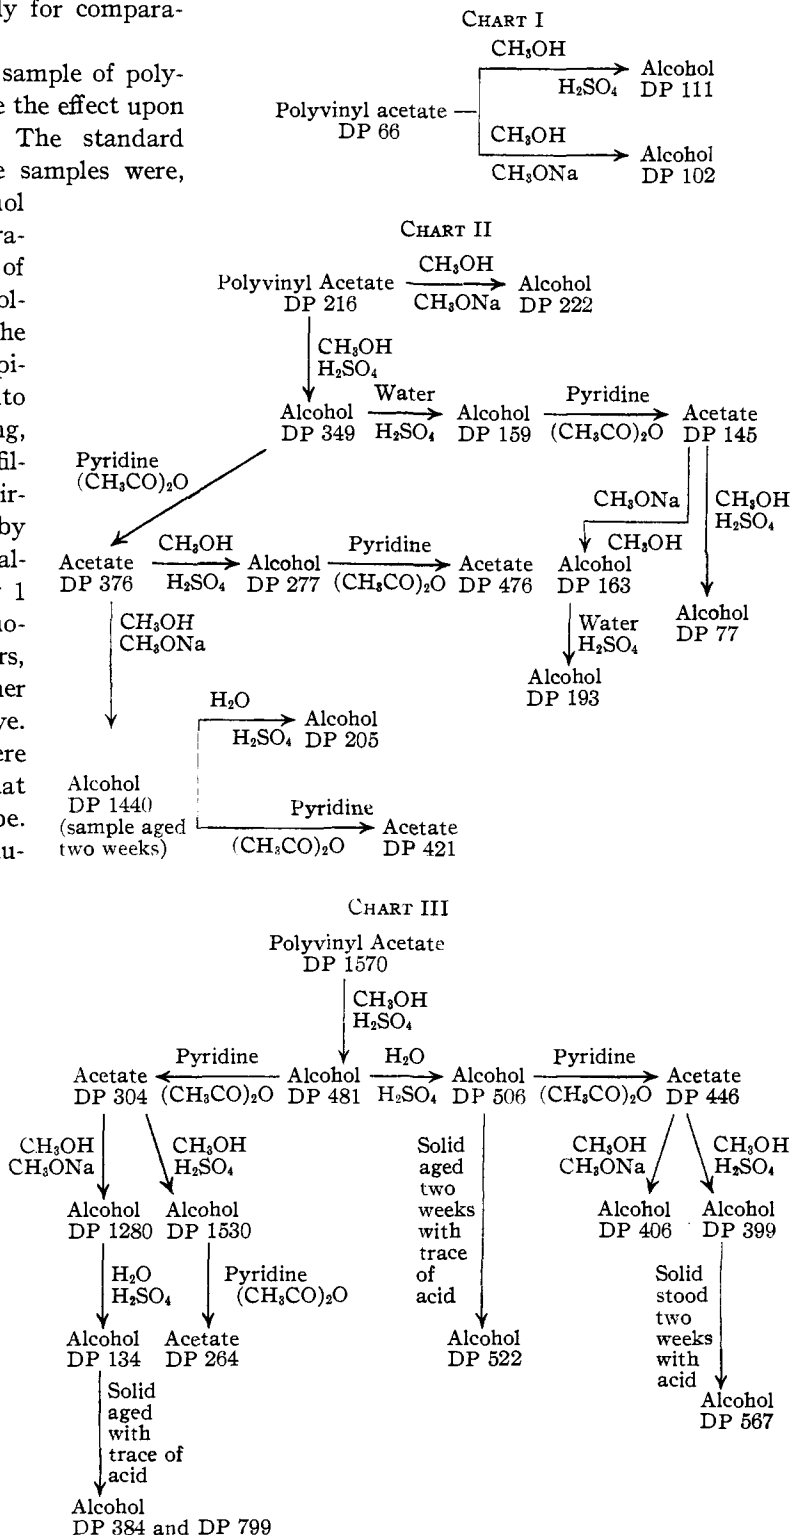 ly for compara-
sample of poly-
e the effect upon
The standard
e samples were,
nol
ra-
of
ol-
he
pi-
to
ng,
fil-
ir-
by
al-
1
uo-
rs,
ner
ve.
ere
nat
be.
lu-
CHART I
CH₃OH
H₂SO₄
Alcohol
DP 111
Polyvinyl acetate
DP 66
CH₃OH
CH₃ONa
Alcohol
DP 102
CHART II
Polyvinyl Acetate
DP 216
CH₃OH
CH₃ONa
Alcohol
DP 222
CH₃OH
H₂SO₄
Alcohol
DP 349
Water
H₂SO₄
Alcohol
DP 159
Pyridine
(CH₃CO)₂O
Acetate
DP 145
Pyridine
(CH₃CO)₂O
CH₃ONa
CH₃OH
CH₃OH
H₂SO₄
Acetate
DP 376
CH₃OH
H₂SO₄
Alcohol
DP 277
Pyridine
(CH₃CO)₂O
Acetate
DP 476
Alcohol
DP 163
Alcohol
DP 77
CH₃OH
CH₃ONa
Water
H₂SO₄
Alcohol
DP 193
H₂O
H₂SO₄
Alcohol
DP 205
Alcohol
DP 1440
(sample aged
two weeks)
Pyridine
(CH₃CO)₂O
Acetate
DP 421
CHART III
Polyvinyl Acetate
DP 1570
CH₃OH
H₂SO₄
Acetate
DP 304
Pyridine
(CH₃CO)₂O
Alcohol
DP 481
H₂O
H₂SO₄
Alcohol
DP 506
Pyridine
(CH₃CO)₂O
Acetate
DP 446
CH₃OH
CH₃ONa
CH₃OH
H₂SO₄
Solid
aged
two
weeks
with
trace
of
acid
CH₃OH
CH₃ONa
CH₃OH
H₂SO₄
Alcohol
DP 1280
Alcohol
DP 1530
Alcohol
DP 406
Alcohol
DP 399
H₂O
H₂SO₄
Pyridine
(CH₃CO)₂O
Solid
stood
two
weeks
with
acid
Alcohol
DP 134
Acetate
DP 264
Alcohol
DP 522
Alcohol
DP 567
Solid
aged
with
trace of
acid
Alcohol
DP 384 and DP 799